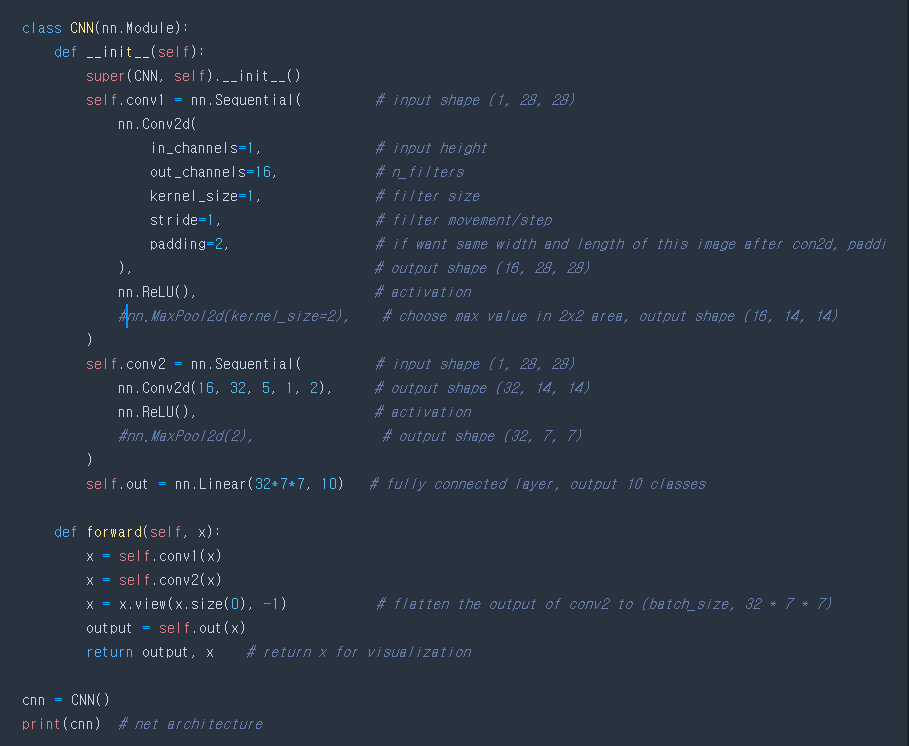 class CNN(nn.Module):
    def __init__(self):
        super(CNN, self).__init__()
        self.conv1 = nn.Sequential(         # input shape (1, 28, 28)
            nn.Conv2d(
                in_channels=1,              # input height
                out_channels=16,            # n_filters
                kernel_size=1,              # filter size
                stride=1,                   # filter movement/step
                padding=2,                  # if want same width and length of this image after con2d, paddi
            ),                              # output shape (16, 28, 28)
            nn.ReLU(),                      # activation
            #nn.MaxPool2d(kernel_size=2),    # choose max value in 2x2 area, output shape (16, 14, 14)
        )
        self.conv2 = nn.Sequential(         # input shape (1, 28, 28)
            nn.Conv2d(16, 32, 5, 1, 2),     # output shape (32, 14, 14)
            nn.ReLU(),                      # activation
            #nn.MaxPool2d(2),                # output shape (32, 7, 7)
        )
        self.out = nn.Linear(32*7*7, 10)   # fully connected layer, output 10 classes

    def forward(self, x):
        x = self.conv1(x)
        x = self.conv2(x)
        x = x.view(x.size(0), -1)           # flatten the output of conv2 to (batch_size, 32 * 7 * 7)
        output = self.out(x)
        return output, x    # return x for visualization

cnn = CNN()
print(cnn)  # net architecture